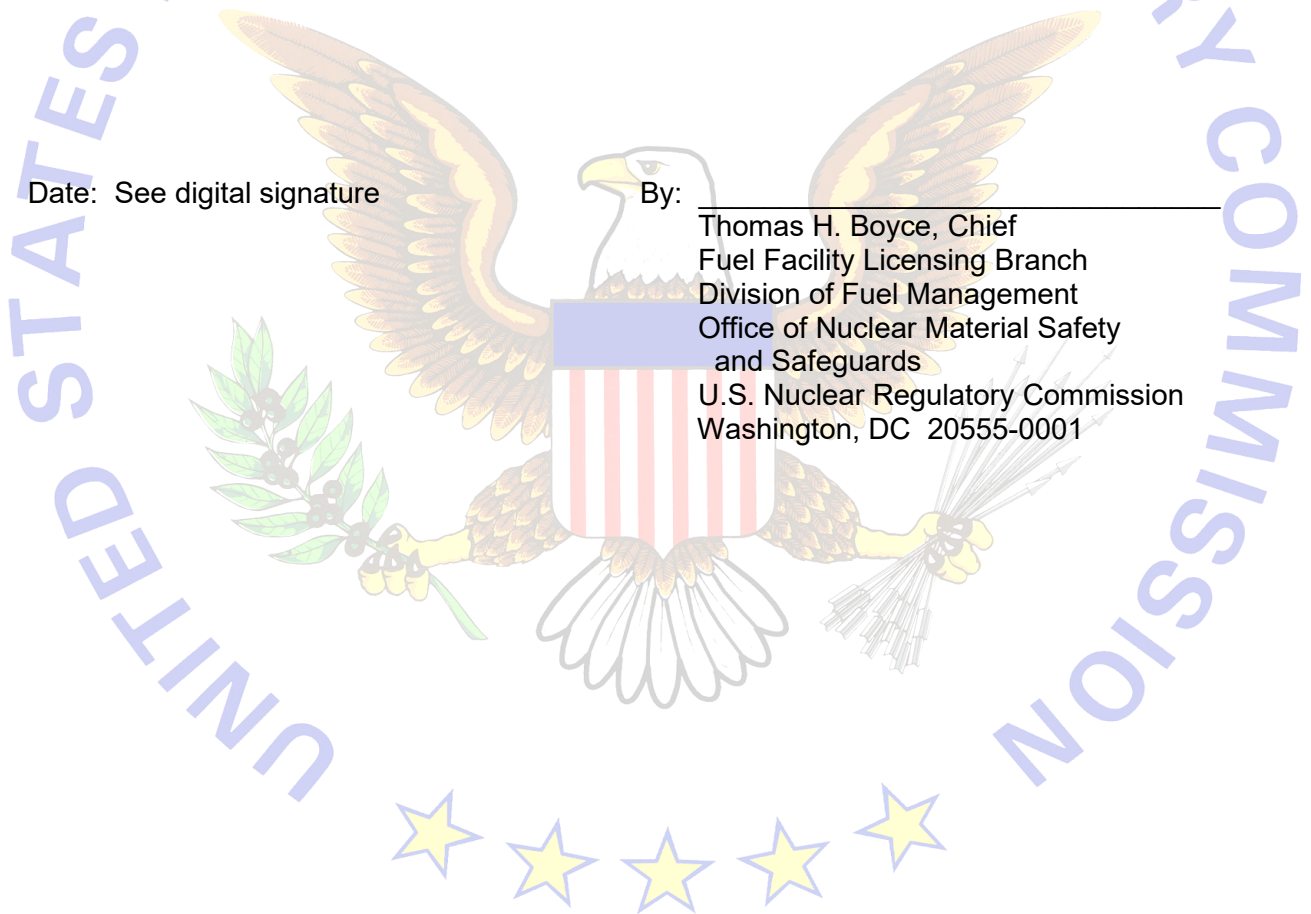 Date:  See digital signature
By: ________________________________
Thomas H. Boyce, Chief
Fuel Facility Licensing Branch
Division of Fuel Management
Office of Nuclear Material Safety
and Safeguards
U.S. Nuclear Regulatory Commission
Washington, DC  20555-0001
UNITED STATES
Y COMMISSION